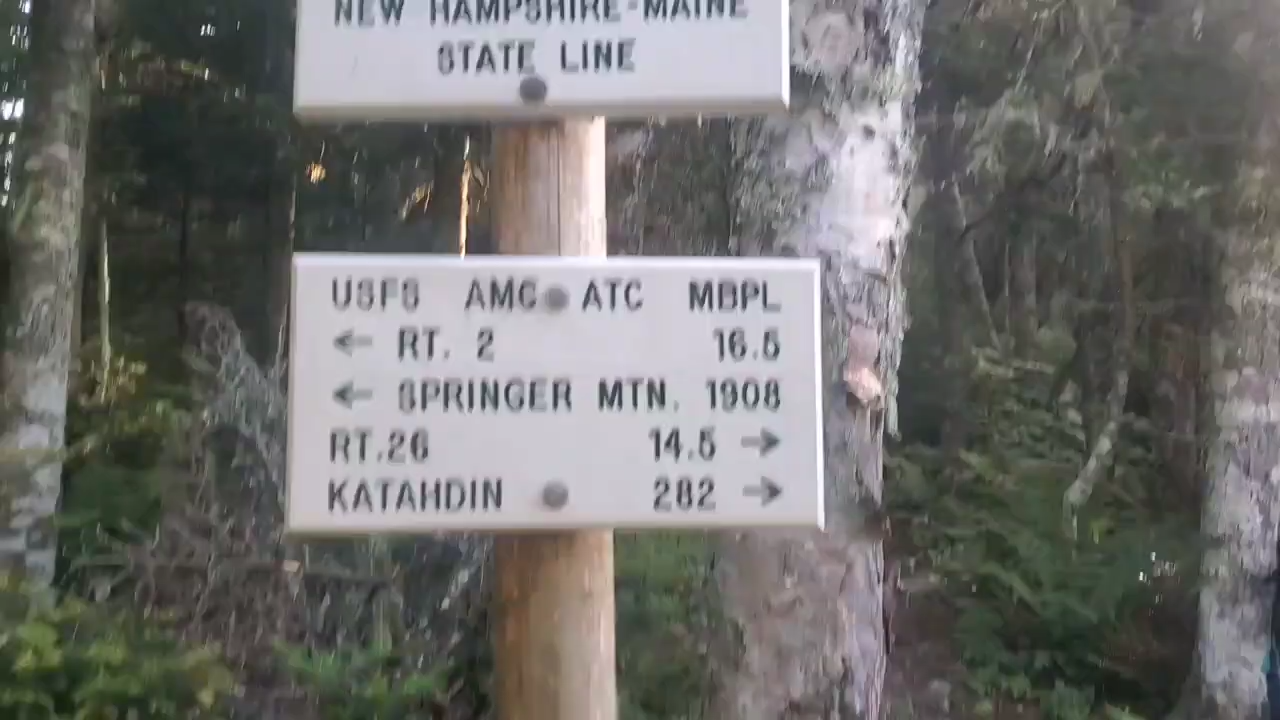 NEW HAMPSHIRE-MAINE
STATE LINE
USFS AMC ATC MBPL
← RT. 2 16.5
← SPRINGER MTN. 1908
RT.26 14.5 →
KATAHDIN 282 →